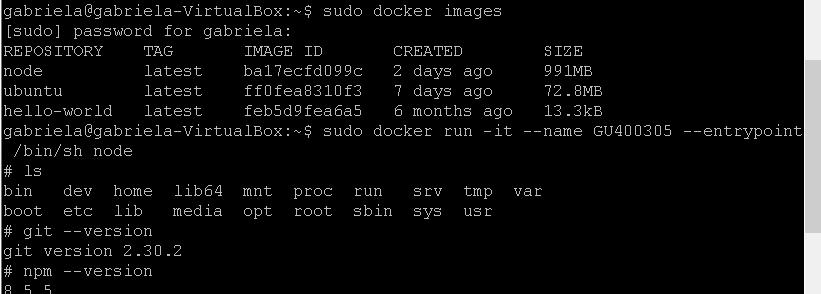 gabriela@gabriela-VirtualBox:~$ sudo docker images
[sudo] password for gabriela:
REPOSITORY TAG IMAGE ID CREATED SIZE
node latest ba17ecfd099c 2 days ago 991MB
ubuntu latest ff0fea8310f3 7 days ago 72.8MB
hello-world latest feb5d9fea6a5 6 months ago 13.3kB
gabriela@gabriela-VirtualBox:~$ sudo docker run -it --name GU400305 --entrypoint
/bin/sh node
# ls
bin dev home lib64 mnt proc run srv tmp var
boot etc lib media opt root sbin sys usr
# git --version
git version 2.30.2
# npm --version
8.5.5